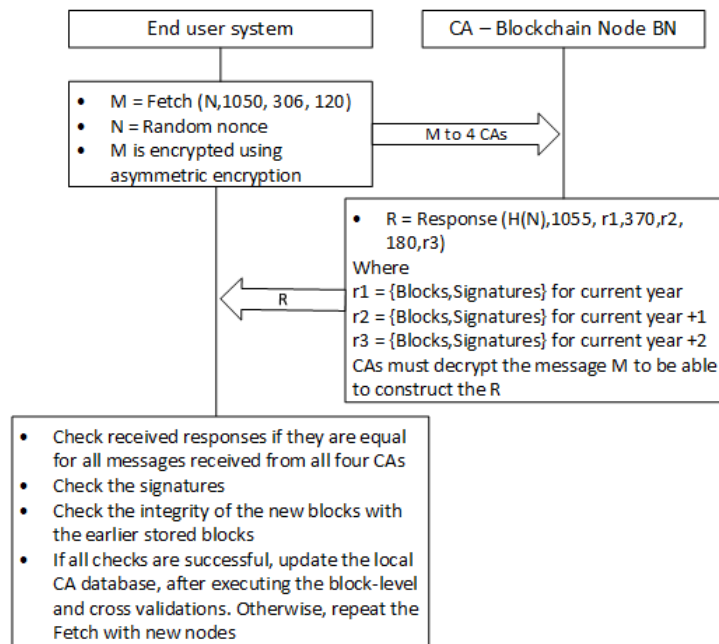 End user system
CA – Blockchain Node BN
• M = Fetch (N,1050, 306, 120)
• N = Random nonce
• M is encrypted using
asymmetric encryption
M to 4 CAs
• R = Response (H(N),1055, r1,370,r2,
180,r3)
Where
r1 = {Blocks,Signatures} for current year
r2 = {Blocks,Signatures} for current year +1
r3 = {Blocks,Signatures} for current year +2
CAs must decrypt the message M to be able
to construct the R
R
• Check received responses if they are equal
for all messages received from all four CAs
• Check the signatures
• Check the integrity of the new blocks with
the earlier stored blocks
• If all checks are successful, update the local
CA database, after executing the block-level
and cross validations. Otherwise, repeat the
Fetch with new nodes